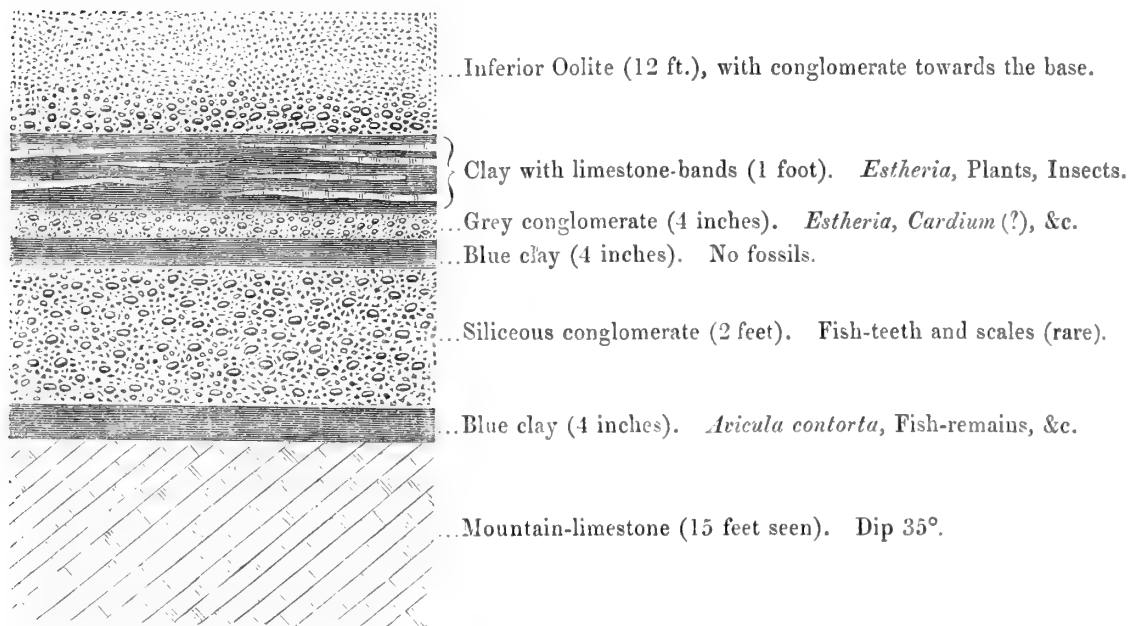 ...Inferior Oolite (12 ft.), with conglomerate towards the base.
Clay with limestone-bands (1 foot). Estheria, Plants, Insects.
...Grey conglomerate (4 inches). Estheria, Cardium (?), &c.
...Blue clay (4 inches). No fossils.
...Siliceous conglomerate (2 feet). Fish-teeth and scales (rare).
...Blue clay (4 inches). Avicula contorta, Fish-remains, &c.
...Mountain-limestone (15 feet seen). Dip 35°.